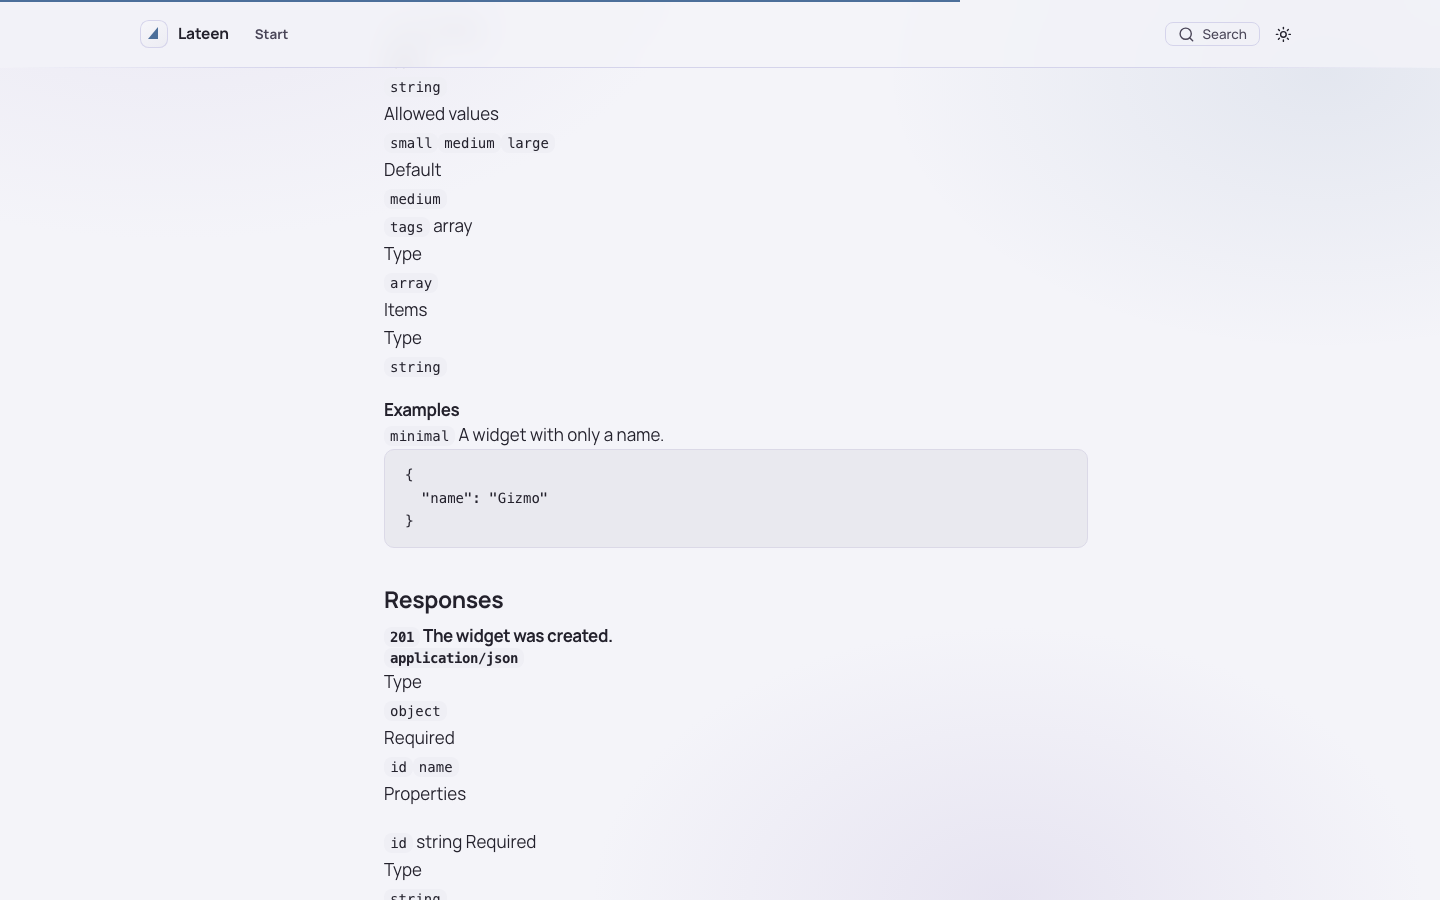 Lateen Start Search
string
Allowed values
small medium large
Default
medium
tags array
Type
array
Items
Type
string
Examples
minimal A widget with only a name.
{
"name": "Gizmo"
}
Responses
201 The widget was created.
application/json
Type
object
Required
id name
Properties
id string Required
Type
string